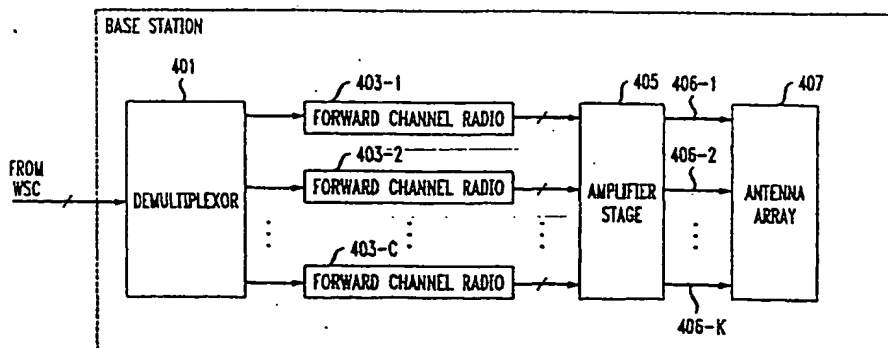 BASE STATION
401
403-1
405
406-1
407
FORWARD CHANNEL RADIO
403-2
406-2
FROM
WSC
DEMULTIPLEXOR
FORWARD CHANNEL RADIO
AMPLIFIER
STAGE
ANTENNA
ARRAY
403-C
FORWARD CHANNEL RADIO
406-K